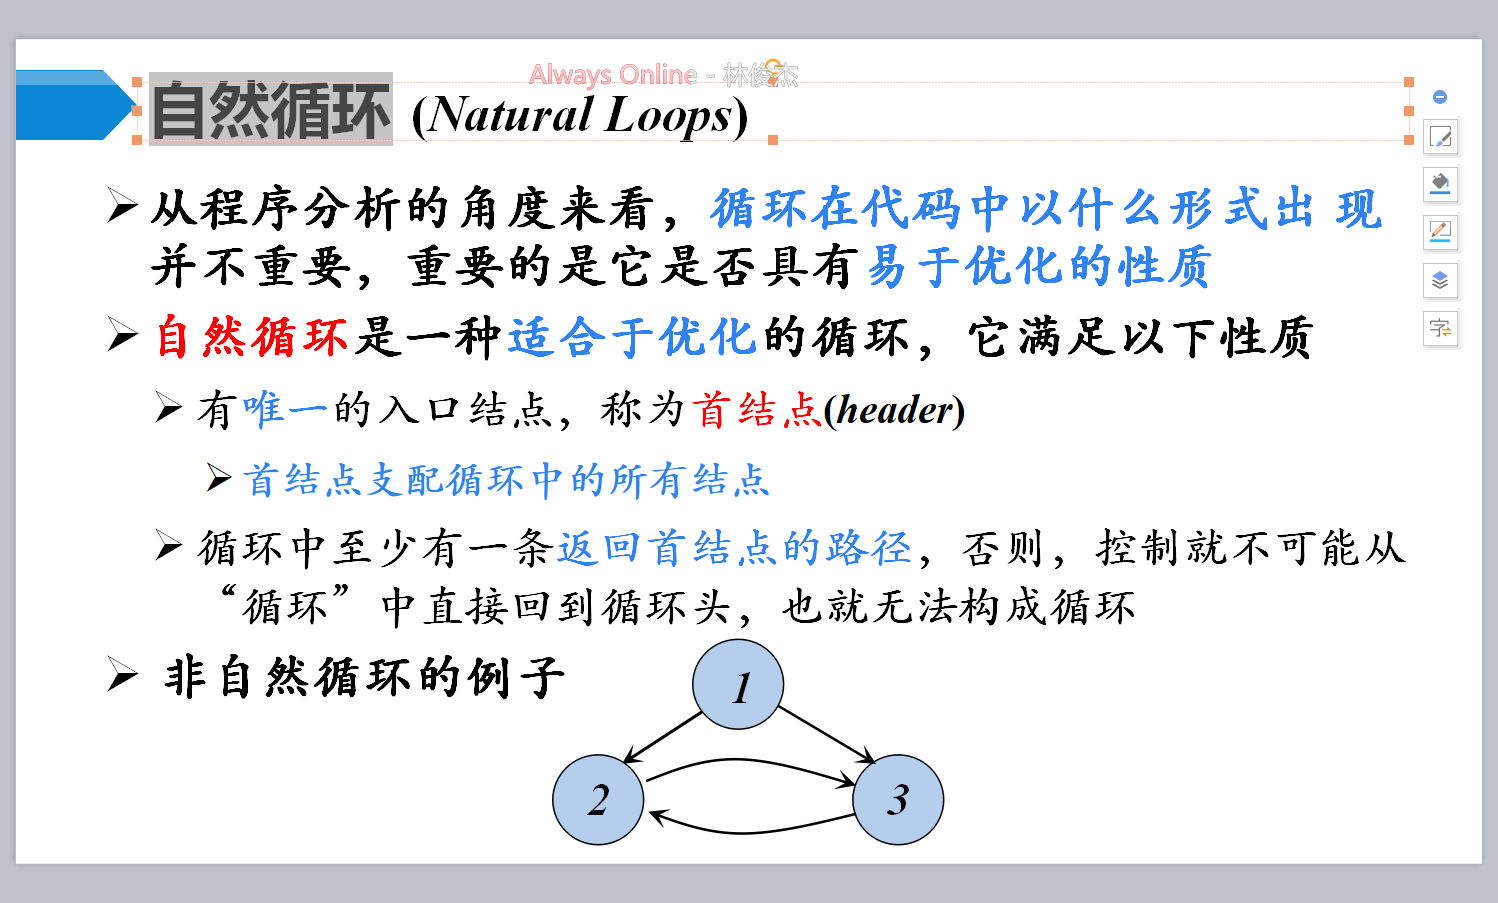 Always Online - 林俊杰
自然循环 (Natural Loops)
从程序分析的角度来看，循环在代码中以什么形式出 现
并不重要，重要的是它是否具有易于优化的性质
自然循环是一种适合于优化的循环，它满足以下性质
有唯一的入口结点，称为首结点(header)
首结点支配循环中的所有结点
循环中至少有一条返回首结点的路径，否则，控制就不可能从
“循环”中直接回到循环头，也就无法构成循环
非自然循环的例子
1
2
3
字